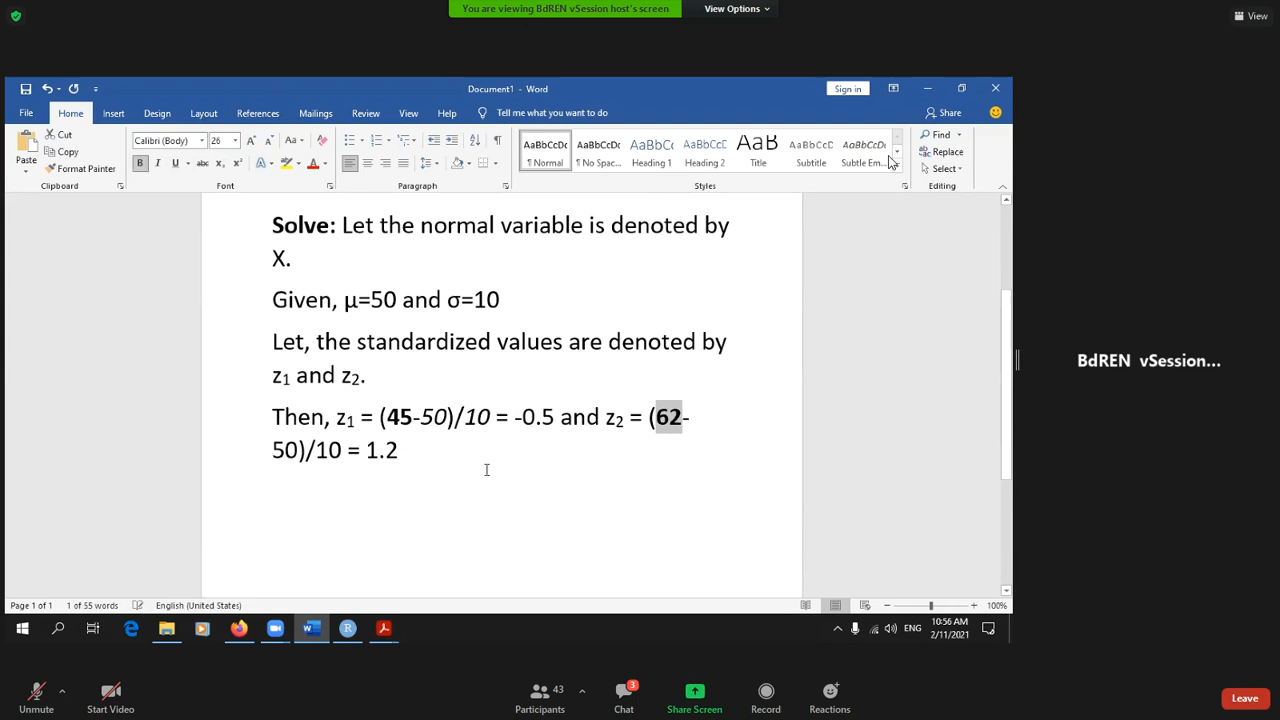 You are viewing BdREN vSession host's screen
View Options
View
Document1 - Word
Sign in
File Home Insert Design Layout References Mailings Review View Help Tell me what you want to do
Share
Paste
Cut
Copy
Format Painter
Clipboard
Calibri (Body) 26
Font
Paragraph
AaBbCcDc AaBbCcDc AaBbCc AaBbCcD AaB AaBbCcD AaBbCcDc
¶ Normal ¶ No Spac... Heading 1 Heading 2 Title Subtitle Subtle Em...
Styles
Find
Replace
Select
Editing
Solve: Let the normal variable is denoted by
X.
Given, μ=50 and σ=10
Let, the standardized values are denoted by
z₁ and z₂.
Then, z₁ = (45-50)/10 = -0.5 and z₂ = (62-
50)/10 = 1.2
BdREN vSession...
Page 1 of 1 1 of 55 words English (United States)
100%
ENG
10:56 AM
2/11/2021
Unmute
Start Video
43
Participants
3
Chat
Share Screen
Record
Reactions
Leave